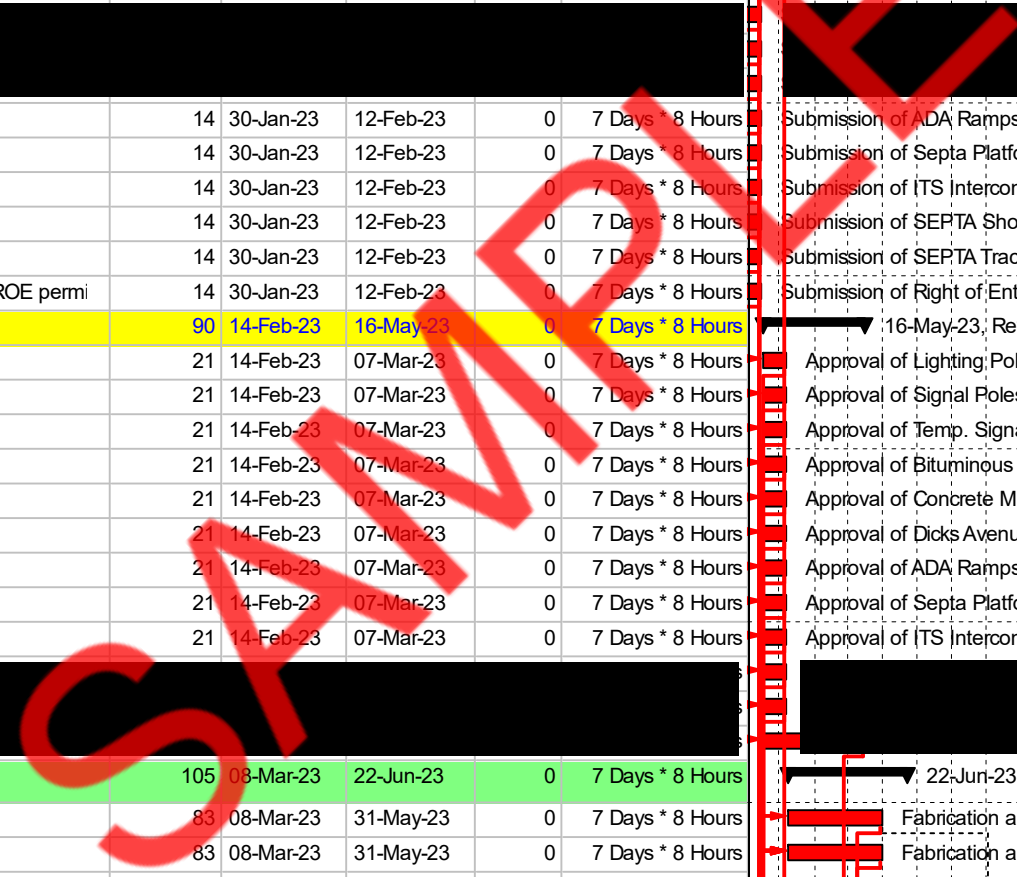 14 30-Jan-23 12-Feb-23 0 7 Days * 8 Hours Submission of ADA Ramps
14 30-Jan-23 12-Feb-23 0 7 Days * 8 Hours Submission of Septa Platfo
14 30-Jan-23 12-Feb-23 0 7 Days * 8 Hours Submission of ITS Intercon
14 30-Jan-23 12-Feb-23 0 7 Days * 8 Hours Submission of SEPTA Sho
14 30-Jan-23 12-Feb-23 0 7 Days * 8 Hours Submission of SEPTA Trac
ROE permi 14 30-Jan-23 12-Feb-23 0 7 Days * 8 Hours Submission of Right of Ent
90 14-Feb-23 16-May-23 0 7 Days * 8 Hours 16-May-23, Re
21 14-Feb-23 07-Mar-23 0 7 Days * 8 Hours Approval of Lighting Pol
21 14-Feb-23 07-Mar-23 0 7 Days * 8 Hours Approval of Signal Poles
21 14-Feb-23 07-Mar-23 0 7 Days * 8 Hours Approval of Temp. Signa
21 14-Feb-23 07-Mar-23 0 7 Days * 8 Hours Approval of Bituminous
21 14-Feb-23 07-Mar-23 0 7 Days * 8 Hours Approval of Concrete M
21 14-Feb-23 07-Mar-23 0 7 Days * 8 Hours Approval of Dicks Avenu
21 14-Feb-23 07-Mar-23 0 7 Days * 8 Hours Approval of ADA Ramps
21 14-Feb-23 07-Mar-23 0 7 Days * 8 Hours Approval of Septa Platfo
21 14-Feb-23 07-Mar-23 0 7 Days * 8 Hours Approval of ITS Intercon
105 08-Mar-23 22-Jun-23 0 7 Days * 8 Hours 22-Jun-23
83 08-Mar-23 31-May-23 0 7 Days * 8 Hours Fabrication a
83 08-Mar-23 31-May-23 0 7 Days * 8 Hours Fabrication a
SAMPLE